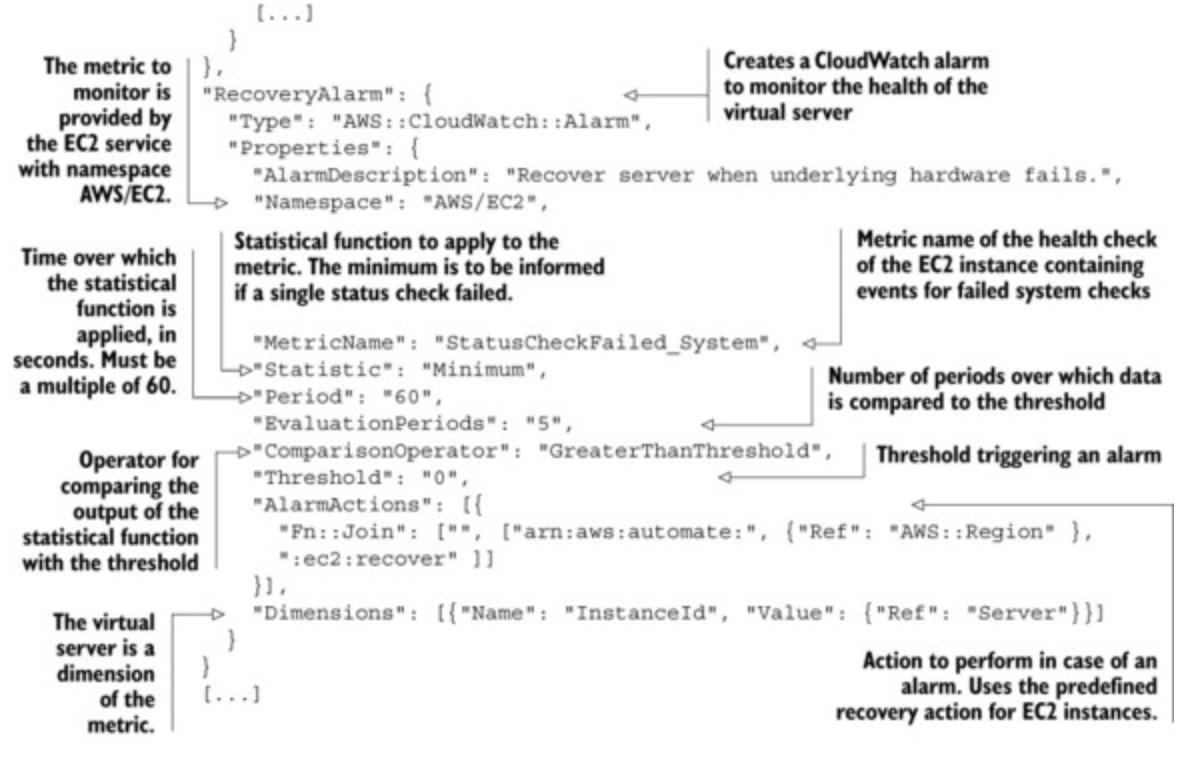 [...]
}
},
"RecoveryAlarm": {
"Type": "AWS::CloudWatch::Alarm",
"Properties": {
"AlarmDescription": "Recover server when underlying hardware fails.",
"Namespace": "AWS/EC2",
The metric to
monitor is
provided by
the EC2 service
with namespace
AWS/EC2.
Creates a CloudWatch alarm
to monitor the health of the
virtual server
Statistical function to apply to the
metric. The minimum is to be informed
if a single status check failed.
Metric name of the health check
of the EC2 instance containing
events for failed system checks
Time over which
the statistical
function is
applied, in
seconds. Must be
a multiple of 60.
"MetricName": "StatusCheckFailed_System",
"Statistic": "Minimum",
"Period": "60",
"EvaluationPeriods": "5",
"ComparisonOperator": "GreaterThanThreshold",
"Threshold": "0",
"AlarmActions": [{
"Fn::Join": ["", ["arn:aws:automate:", {"Ref": "AWS::Region" },
":ec2:recover" ]]
}],
"Dimensions": [{"Name": "InstanceId", "Value": {"Ref": "Server"}}]
}
}
[...]
Number of periods over which data
is compared to the threshold
Threshold triggering an alarm
Operator for
comparing the
output of the
statistical function
with the threshold
The virtual
server is a
dimension
of the
metric.
Action to perform in case of an
alarm. Uses the predefined
recovery action for EC2 instances.